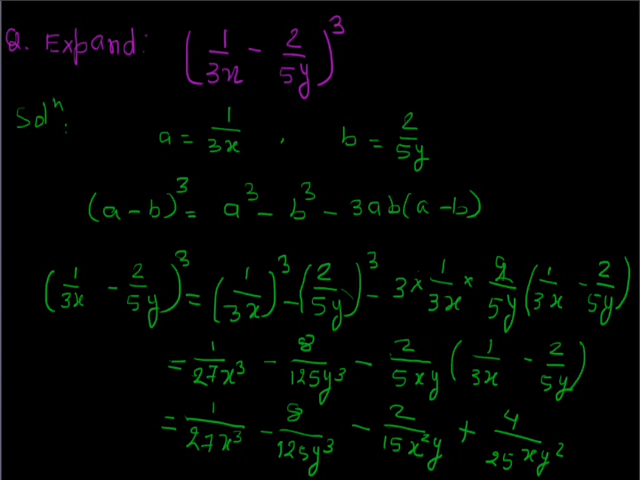 Q. Expand: (1/3x - 2/5y)^3
Solⁿ:
a = 1/3x , b = 2/5y
(a-b)^3 = a^3 - b^3 - 3ab(a-b)
(1/3x - 2/5y)^3 = (1/3x)^3 - (2/5y)^3 - 3 × 1/3x × 2/5y (1/3x - 2/5y)
= 1/27x^3 - 8/125y^3 - 2/5xy (1/3x - 2/5y)
= 1/27x^3 - 8/125y^3 - 2/15x^2y + 4/25xy^2